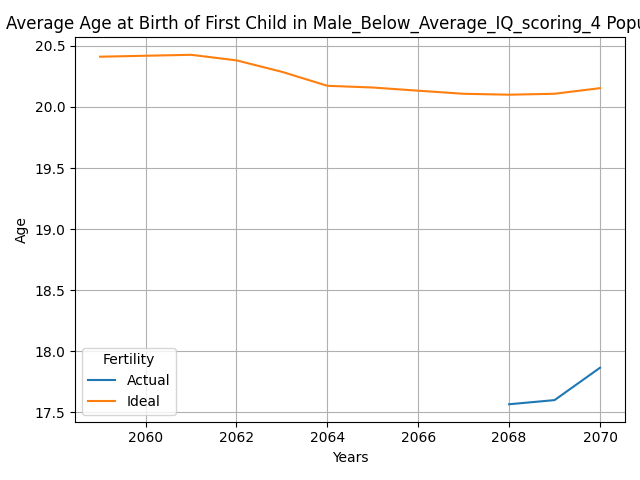 Average Age at Birth of First Child in Male_Below_Average_IQ_scoring_4
20.5
20.0
19.5
19.0
18.5
18.0
17.5
Age
Fertility
Actual
Ideal
2060 2062 2064 2066 2068 2070
Years